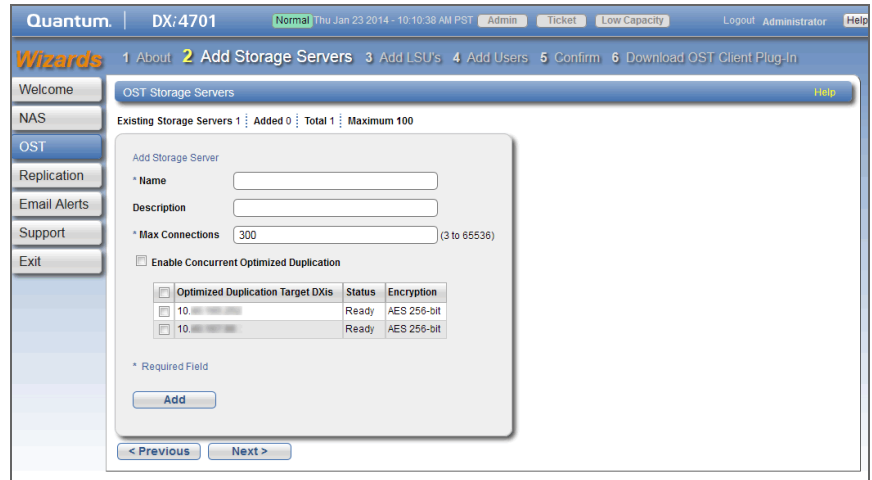 Quantum. DXi4701 Normal Thu Jan 23 2014 - 10:10:38 AM PST Admin Ticket Low Capacity Logout Administrator Help
Wizards 1 About 2 Add Storage Servers 3 Add LSU's 4 Add Users 5 Confirm 6 Download OST Client Plug-In
Welcome
NAS
OST
Replication
Email Alerts
Support
Exit
OST Storage Servers Help
Existing Storage Servers 1 Added 0 Total 1 Maximum 100
Add Storage Server
* Name
Description
* Max Connections 300 (3 to 65536)
Enable Concurrent Optimized Duplication
Optimized Duplication Target DXis Status Encryption
10. Ready AES 256-bit
10. Ready AES 256-bit
* Required Field
Add
< Previous Next >